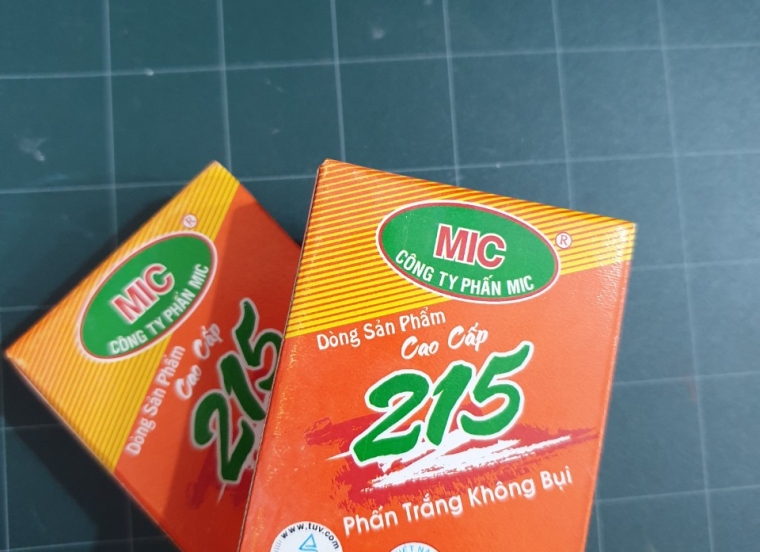 MIC
®
CÔNG TY PHẤN MIC
Dòng Sản Phẩm
Cao Cấp
215
MIC
®
CÔNG TY PHẤN MIC
Dòng Sản Phẩm
Cao Cấp
215
Phấn Trắng Không Bụi
www.tuv.com